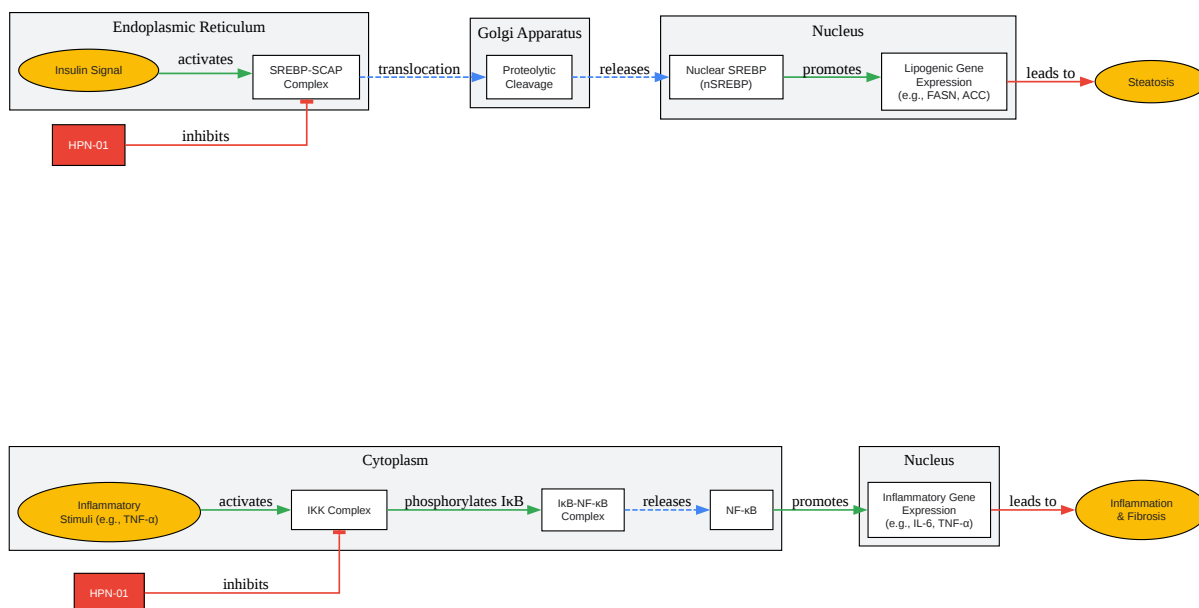 Endoplasmic Reticulum
Insulin Signal
activates
SREBP-SCAP
Complex
translocation
Golgi Apparatus
Proteolytic
Cleavage
releases
Nucleus
Nuclear SREBP
(nSREBP)
promotes
Lipogenic Gene
Expression
(e.g., FASN, ACC)
leads to
Steatosis
HPN-01
inhibits
Cytoplasm
Inflammatory
Stimuli (e.g., TNF-α)
activates
IKK Complex
phosphorylates IκB
IκB-NF-κB
Complex
releases
NF-κB
promotes
Nucleus
Inflammatory Gene
Expression
(e.g., IL-6, TNF-α)
leads to
Inflammation
& Fibrosis
HPN-01
inhibits